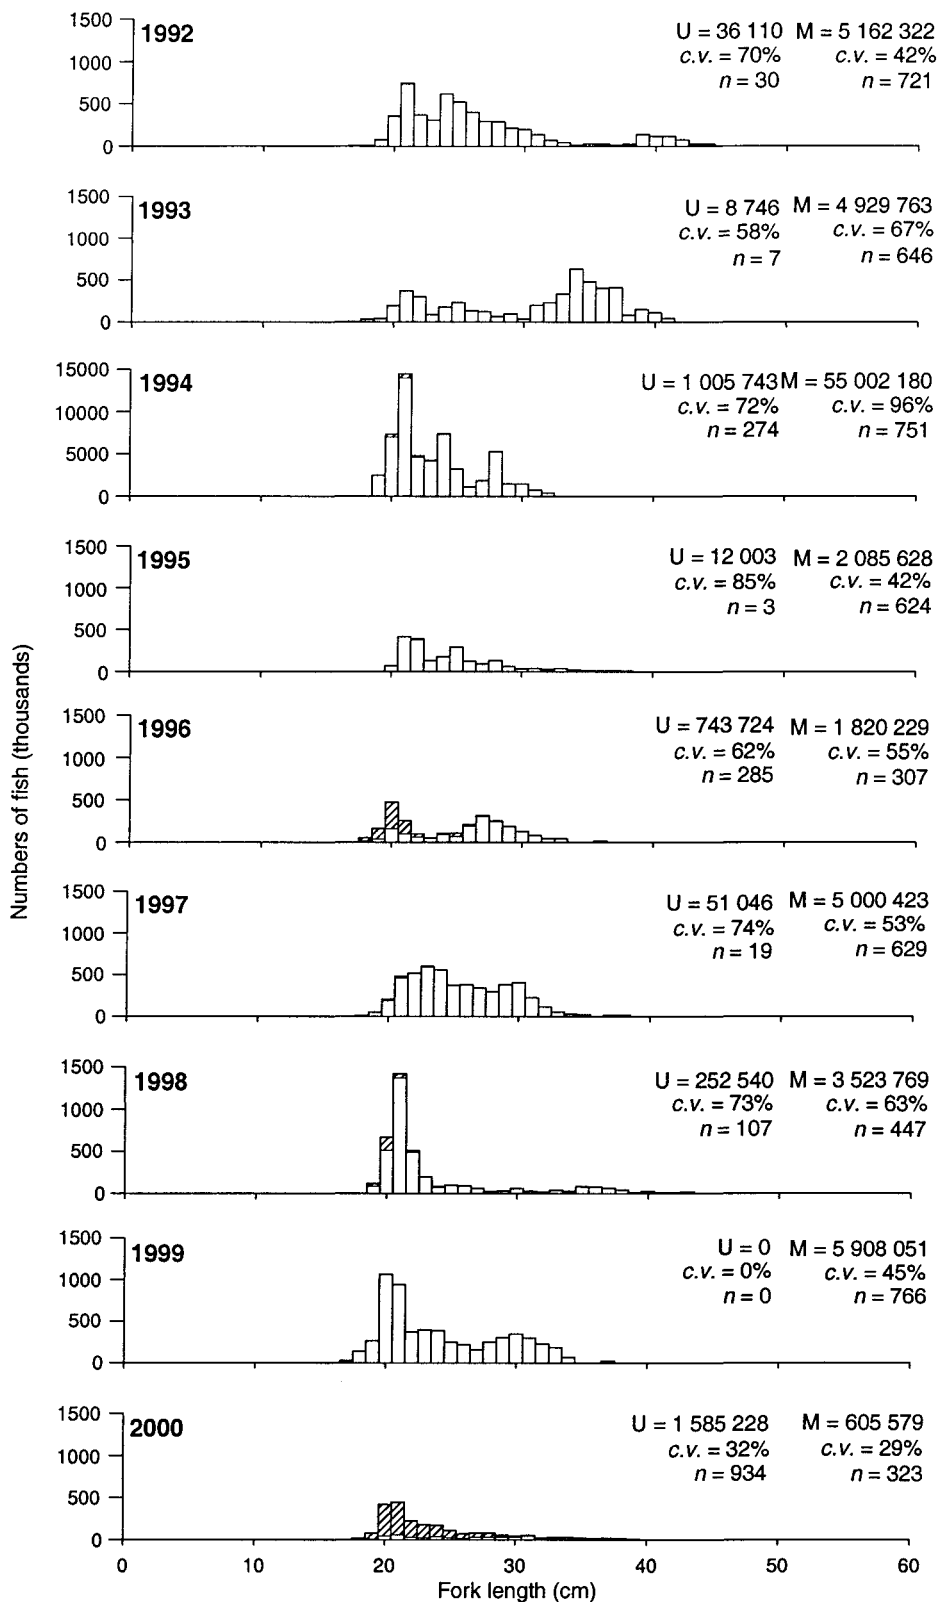 Numbers of fish (thousands)
1500
1000
500
0
1992
U = 36 110 M = 5 162 322
c.v. = 70% c.v. = 42%
n = 30 n = 721
1500
1000
500
0
1993
U = 8 746 M = 4 929 763
c.v. = 58% c.v. = 67%
n = 7 n = 646
15000
10000
5000
0
1994
U = 1 005 743 M = 55 002 180
c.v. = 72% c.v. = 96%
n = 274 n = 751
1500
1000
500
0
1995
U = 12 003 M = 2 085 628
c.v. = 85% c.v. = 42%
n = 3 n = 624
1500
1000
500
0
1996
U = 743 724 M = 1 820 229
c.v. = 62% c.v. = 55%
n = 285 n = 307
1500
1000
500
0
1997
U = 51 046 M = 5 000 423
c.v. = 74% c.v. = 53%
n = 19 n = 629
1500
1000
500
0
1998
U = 252 540 M = 3 523 769
c.v. = 73% c.v. = 63%
n = 107 n = 447
1500
1000
500
0
1999
U = 0 M = 5 908 051
c.v. = 0% c.v. = 45%
n = 0 n = 766
1500
1000
500
0
2000
U = 1 585 228 M = 605 579
c.v. = 32% c.v. = 29%
n = 934 n = 323
0 10 20 30 40 50 60
Fork length (cm)